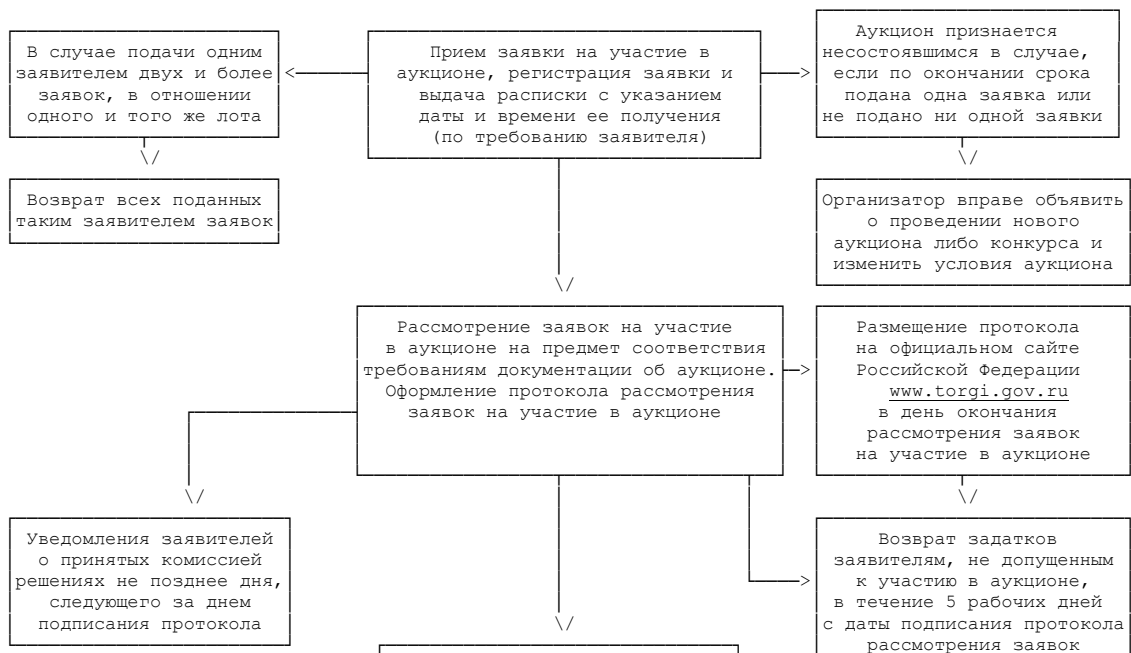 В случае подачи одним
заявителем двух и более
заявок, в отношении
одного и того же лота
Прием заявки на участие в
аукционе, регистрация заявки и
выдача расписки с указанием
даты и времени ее получения
(по требованию заявителя)
Аукцион признается
несостоявшимся в случае,
если по окончании срока
подана одна заявка или
не подано ни одной заявки
Возврат всех поданных
таким заявителем заявок
Организатор вправе объявить
о проведении нового
аукциона либо конкурса и
изменить условия аукциона
Рассмотрение заявок на участие
в аукционе на предмет соответствия
требованиям документации об аукционе.
Оформление протокола рассмотрения
заявок на участие в аукционе
Размещение протокола
на официальном сайте
Российской Федерации
www.torgi.gov.ru
в день окончания
рассмотрения заявок
на участие в аукционе
Уведомления заявителей
о принятых комиссией
решениях не позднее дня,
следующего за днем
подписания протокола
Возврат задатков
заявителям, не допущенным
к участию в аукционе,
в течение 5 рабочих дней
с даты подписания протокола
рассмотрения заявок